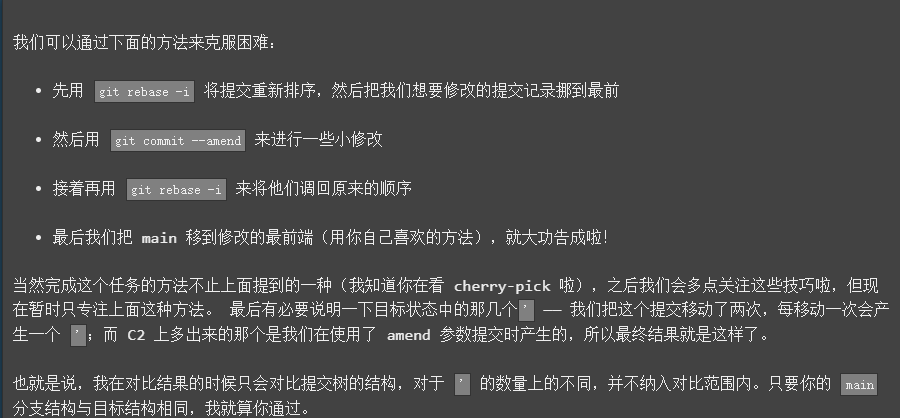 我们可以通过下面的方法来克服困难：
• 先用 git rebase -i 将提交重新排序，然后把我们想要修改的提交记录挪到最前
• 然后用 git commit --amend 来进行一些小修改
• 接着再用 git rebase -i 来将他们调回原来的顺序
• 最后我们把 main 移到修改的最前端（用你自己喜欢的方法），就大功告成啦！
当然完成这个任务的方法不止上面提到的一种（我知道你在看 cherry-pick 啦），之后我们会多点关注这些技巧啦，但现
在暂时只专注上面这种方法。 最后有必要说明一下目标状态中的那几个 ' —— 我们把这个提交移动了两次，每移动一次会产
生一个 '；而 C2 上多出来的那个是我们在使用了 amend 参数提交时产生的，所以最终结果就是这样了。
也就是说，我在对比结果的时候只会对比提交树的结构，对于 ' 的数量上的不同，并不纳入对比范围内。只要你的 main
分支结构与目标结构相同，我就算你通过。